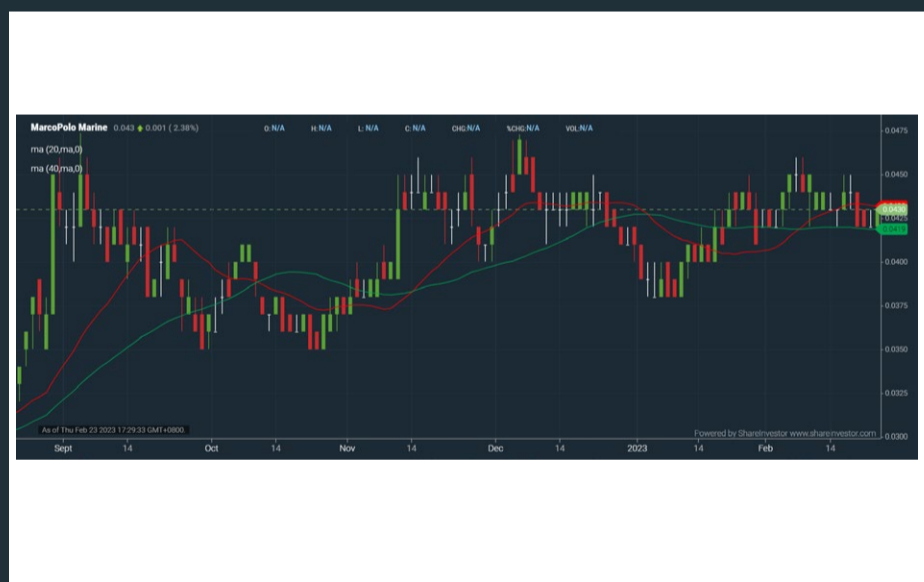 MarcoPolo Marine 0.043 0.001 (2.38%) O:N/A H:N/A L: N/A C: N/A CHG:N/A %CHG:N/A VOL:N/A
ma (20,ma,0)
ma (40,ma,0)
0.0475
0.0450
0.0430
0.0425
0.0419
0.0400
0.0375
0.0350
0.0325
0.0300
As of Thu Feb 23 2023 17:29:33 GMT+0800
Powered by ShareInvestor www.shareinvestor.com
Sept 14 Oct 14 Nov 14 Dec 14 2023 14 Feb 14